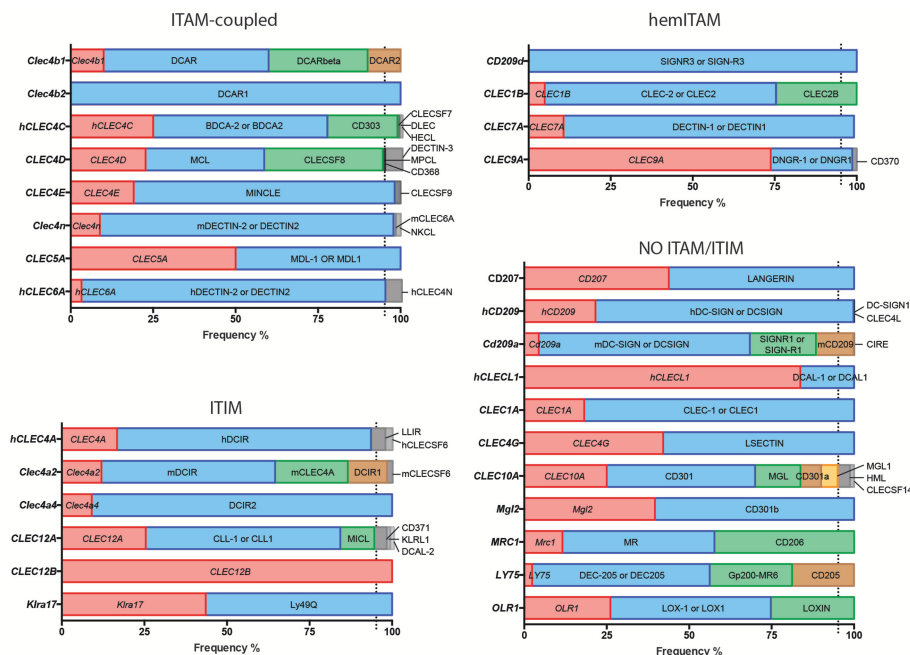 ITAM-coupled
Clec4b1 Clec4b1 DCAR DCARbeta DCAR2
Clec4b2 DCAR1
hCLEC4C hCLEC4C BDCA-2 or BDCA2 CD303 CLECSF7
DLEC
HECL
CLEC4D CLEC4D MCL CLECSF8 DECTIN-3
MPCL
CD368
CLEC4E CLEC4E MINCLE CLECSF9
Clec4n Clec4n mDECTIN-2 or DECTIN2 mCLEC6A
NKCL
CLEC5A CLEC5A MDL-1 OR MDL1
hCLEC6A hCLEC6A hDECTIN-2 or DECTIN2 hCLEC4N
0 25 50 75 100
Frequency %
hemITAM
CD209d SIGNR3 or SIGN-R3
CLEC1B CLEC1B CLEC-2 or CLEC2 CLEC2B
CLEC7A CLEC7A DECTIN-1 or DECTIN1
CLEC9A CLEC9A DNGR-1 or DNGR1 CD370
0 25 50 75 100
Frequency %
ITIM
hCLEC4A CLEC4A hDCIR LLIR
hCLECSF6
Clec4a2 Clec4a2 mDCIR mCLEC4A DCIR1 mCLECSF6
Clec4a4 Clec4a4 DCIR2
CLEC12A CLEC12A CLL-1 or CLL1 MICL CD371
KLRL1
DCAL-2
CLEC12B CLEC12B
Klra17 Klra17 Ly49Q
0 25 50 75 100
Frequency %
NO ITAM/ITIM
CD207 CD207 LANGERIN
hCD209 hCD209 hDC-SIGN or DCSIGN DC-SIGN1
CLEC4L
Cd209a Cd209a mDC-SIGN or DCSIGN SIGNR1 or
SIGN-R1 mCD209 CIRE
hCLECL1 hCLECL1 DCAL-1 or DCAL1
CLEC1A CLEC1A CLEC-1 or CLEC1
CLEC4G CLEC4G LSECTIN
CLEC10A CLEC10A CD301 MGL CD301a MGL1
HML
CLECSF14
Mgl2 Mgl2 CD301b
MRC1 Mrc1 MR CD206
LY75 LY75 DEC-205 or DEC205 Gp200-MR6 CD205
OLR1 OLR1 LOX-1 or LOX1 LOXIN
0 25 50 75 100
Frequency %